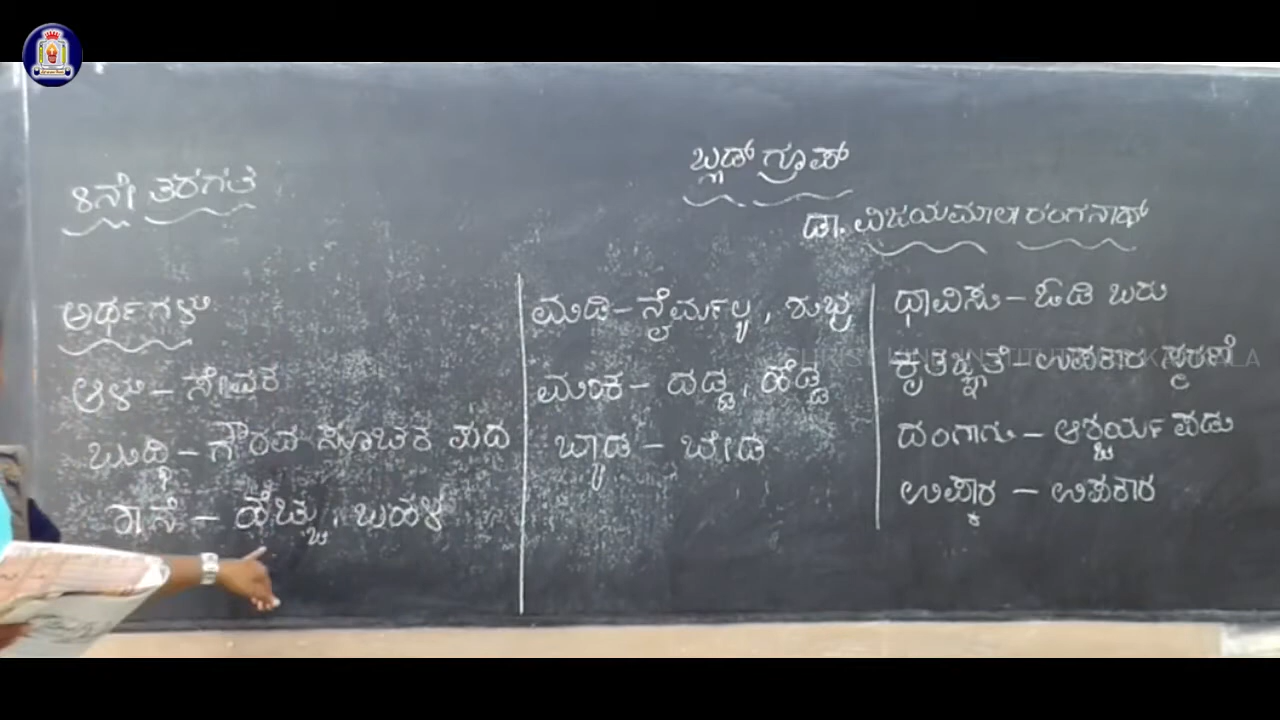 ೮ನೇ ತರಗತಿ
ಬ್ಲಡ್ ಗ್ರೂಪ್
ಡಾ. ವಿಜಯಮಾಲಾ ರಂಗನಾಥ್
ಅರ್ಥಗಳು
ಆಳು - ಸೇವಕ
ಬುದ್ಧಿ - ಗೌರವ ಸೂಚಕ ಪದ
ರಾಸೆ - ಹೆಚ್ಚು, ಬಹಳ
ಮಡಿ - ನೈರ್ಮಲ್ಯ, ಶುಭ್ರ
ಮಂಕ - ದಡ್ಡ, ಹೆಡ್ಡ
ಬ್ಯಾಡ - ಬೇಡ
ಧಾವಿಸು - ಓಡಿ ಬರು
ಕೃತಜ್ಞತೆ - ಉಪಕಾರ ಸ್ಮರಣೆ
ದಂಗಾಗು - ಆಶ್ಚರ್ಯ ಪಡು
ಉಪ್ಕಾರ - ಉಪಕಾರ